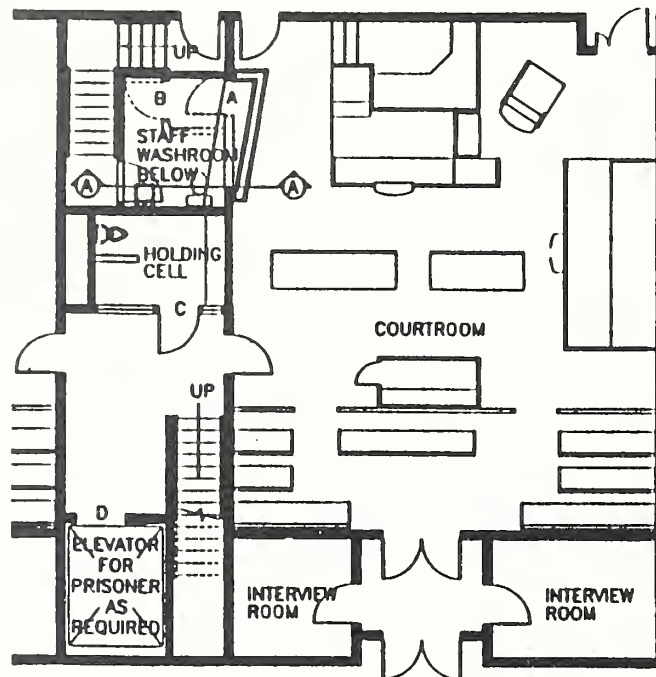 UP
B
A
STAFF
WASHROOM
BELOW
A
A
HOLDING
CELL
C
COURTROOM
UP
D
ELEVATOR
FOR
PRISONER
AS
REQUIRED
INTERVIEW
ROOM
INTERVIEW
ROOM